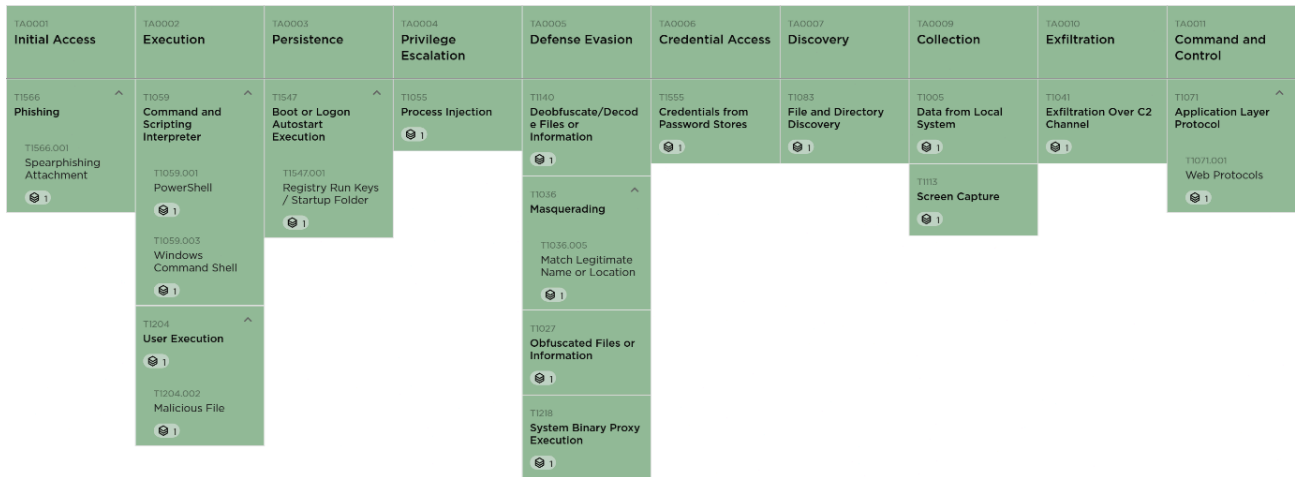 TA0001
Initial Access
TA0002
Execution
TA0003
Persistence
TA0004
Privilege
Escalation
TA0005
Defense Evasion
TA0006
Credential Access
TA0007
Discovery
TA0009
Collection
TA0010
Exfiltration
TA0011
Command and
Control
T1566
Phishing
T1566.001
Spearphishing
Attachment
1
T1059
Command and
Scripting
Interpreter
T1059.001
PowerShell
1
T1059.003
Windows
Command Shell
1
T1204
User Execution
1
T1204.002
Malicious File
1
T1547
Boot or Logon
Autostart
Execution
T1547.001
Registry Run Keys
/ Startup Folder
1
T1055
Process Injection
1
T1140
Deobfuscate/Decod
e Files or
Information
1
T1036
Masquerading
T1036.005
Match Legitimate
Name or Location
1
T1027
Obfuscated Files or
Information
1
T1218
System Binary Proxy
Execution
1
T1555
Credentials from
Password Stores
1
T1083
File and Directory
Discovery
1
T1005
Data from Local
System
1
T1113
Screen Capture
1
T1041
Exfiltration Over C2
Channel
1
T1071
Application Layer
Protocol
T1071.001
Web Protocols
1